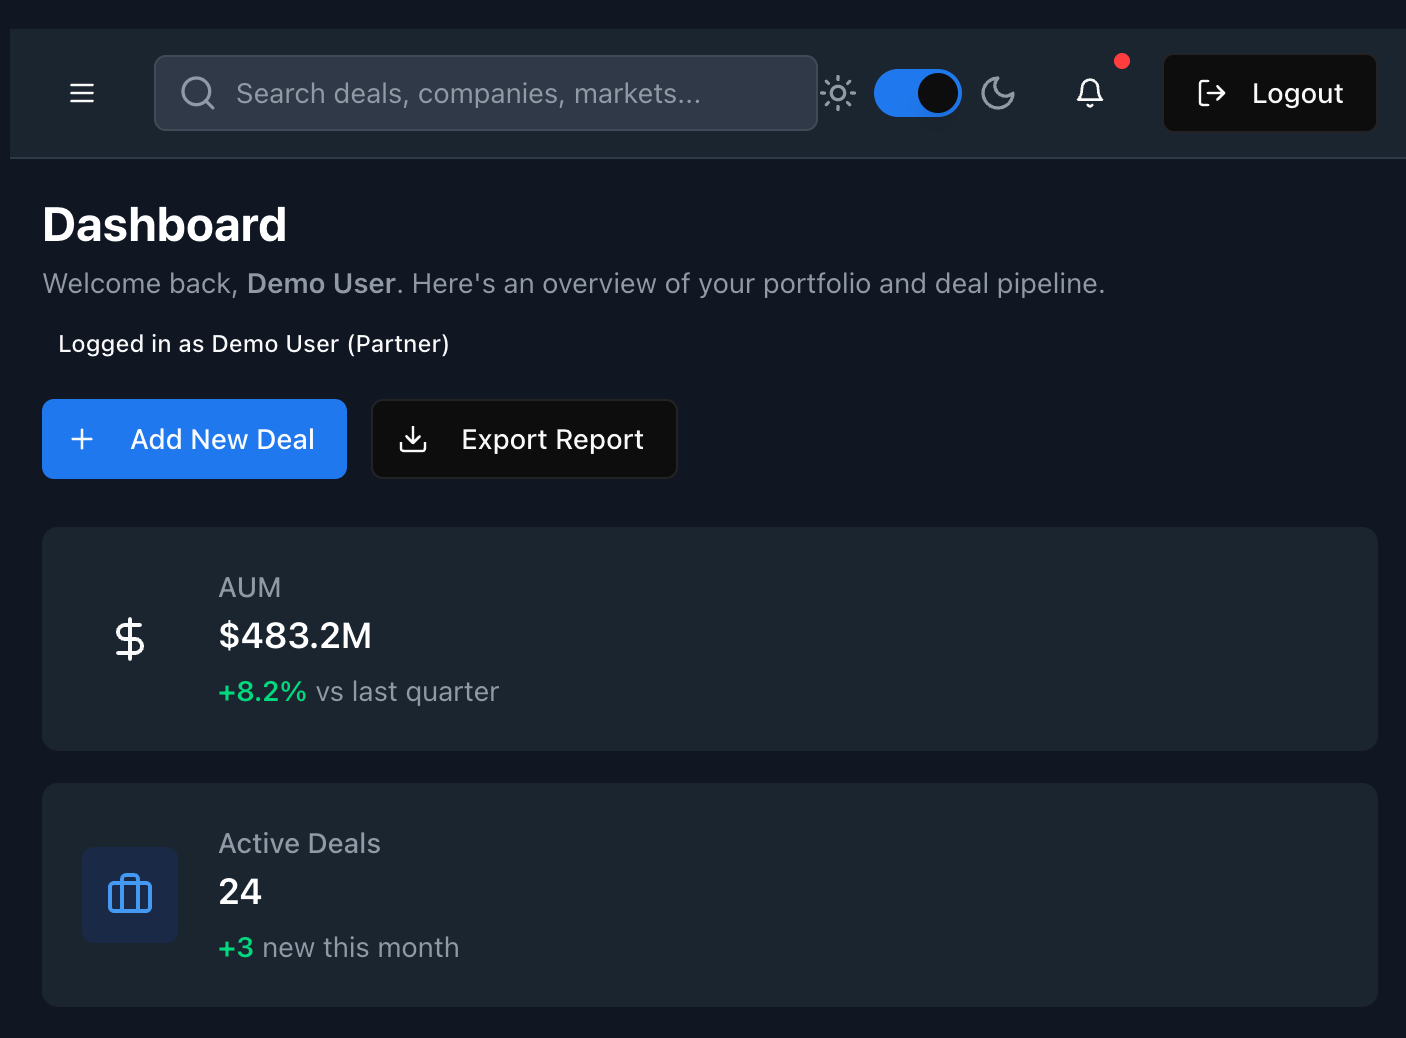 Search deals, companies, markets...
Logout
Dashboard
Welcome back, Demo User. Here's an overview of your portfolio and deal pipeline.
Logged in as Demo User (Partner)
Add New Deal
Export Report
AUM
$483.2M
+8.2% vs last quarter
Active Deals
24
+3 new this month